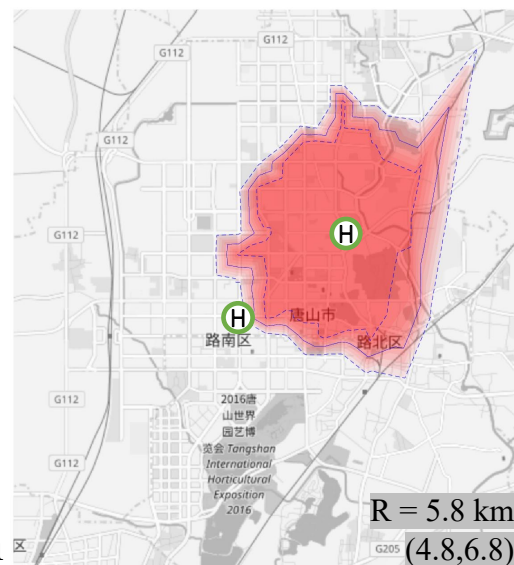 G112
G112
G112
G112
H
H
唐山市
路南区
路北区
G112
2016唐
山世界
园艺博
览会 Tangshan
International
Horticultural
Exposition
2016
G112
区
G205
R = 5.8 km
(4.8,6.8)